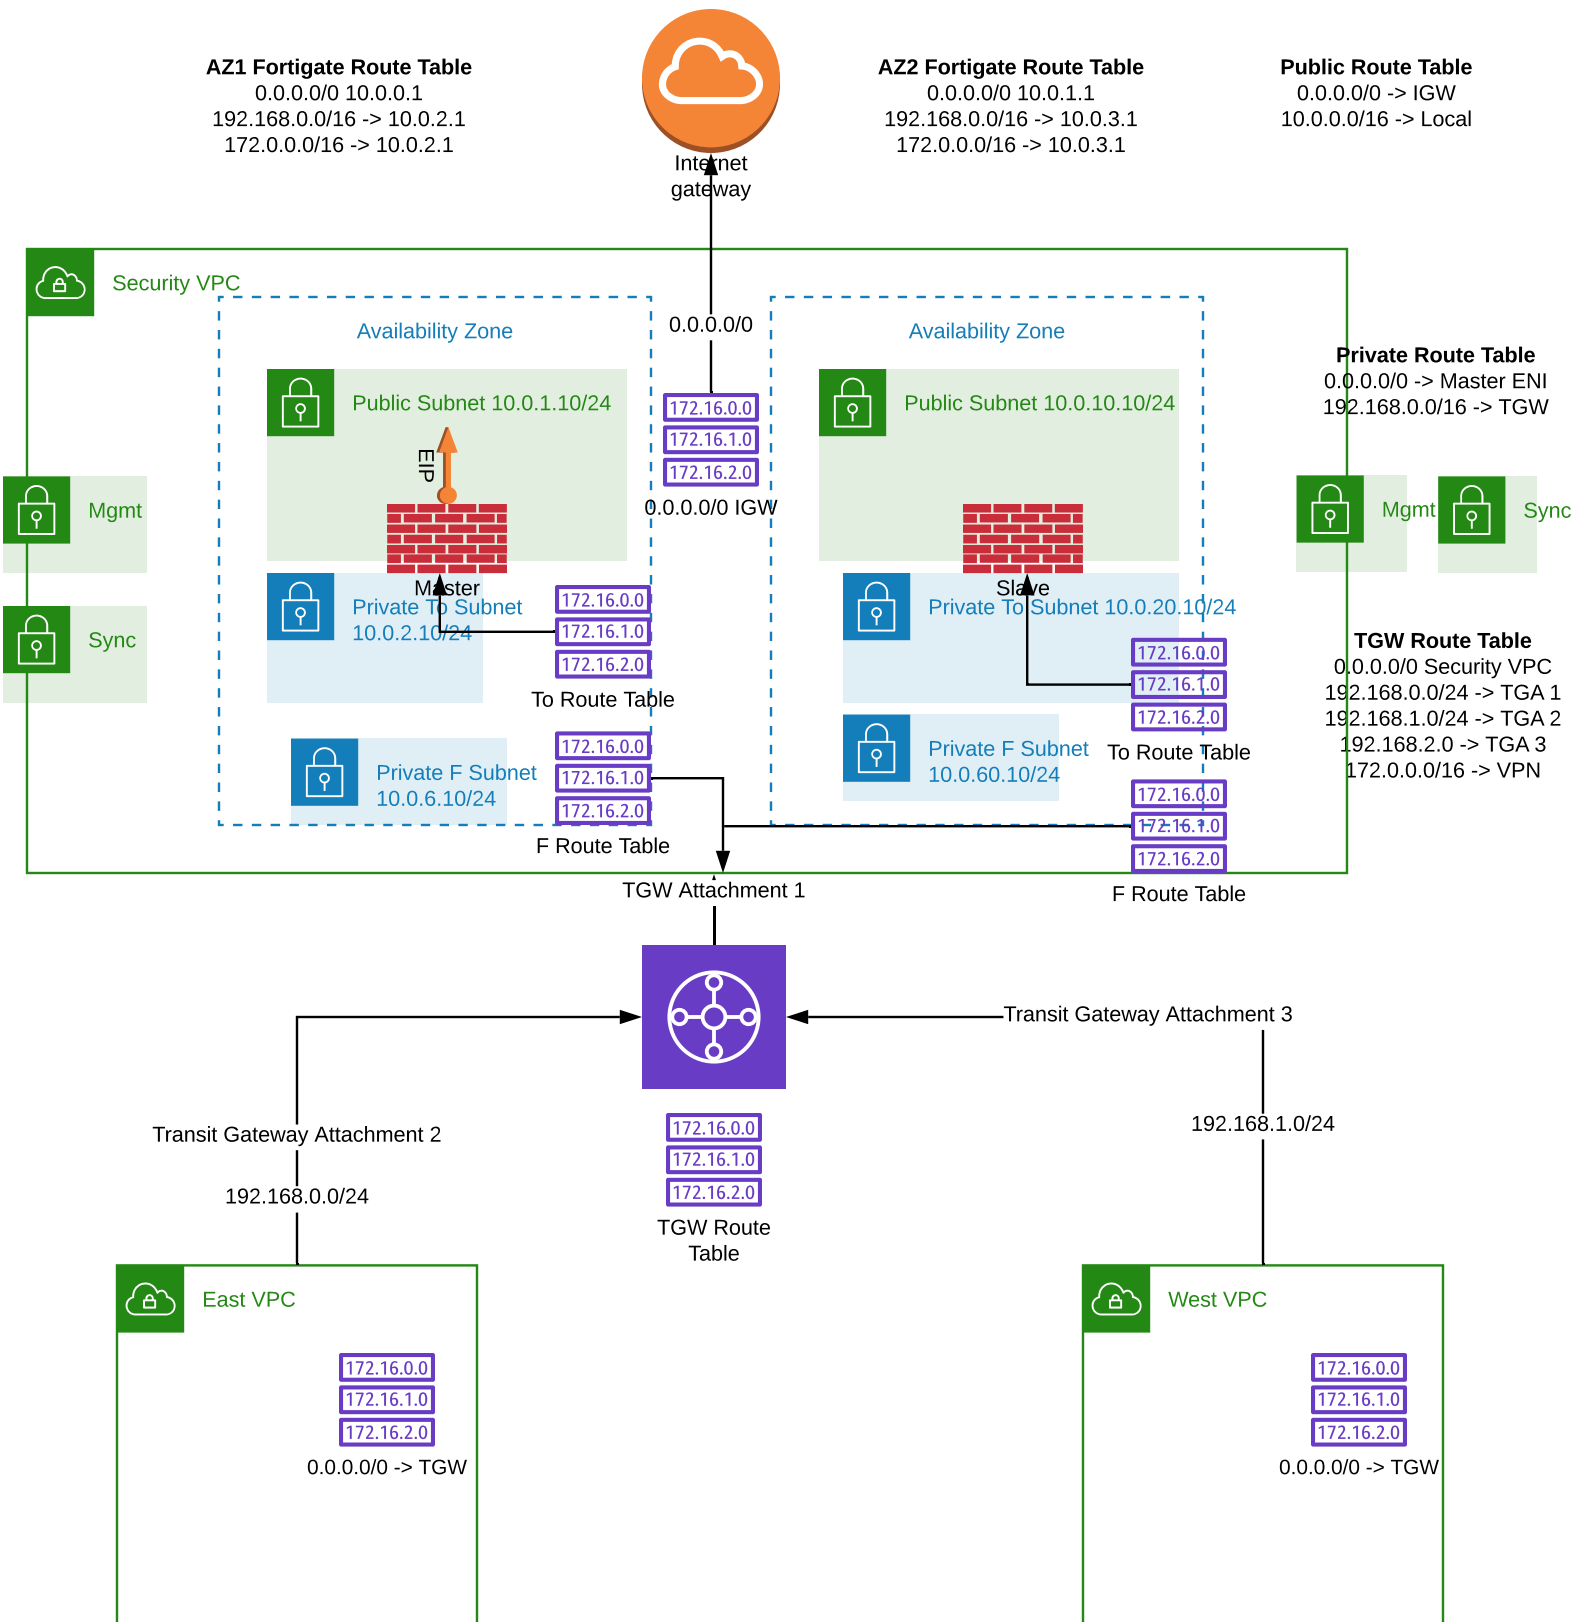 AZ1 Fortigate Route Table
0.0.0.0/0 10.0.0.1
192.168.0.0/16 -> 10.0.2.1
172.0.0.0/16 -> 10.0.2.1
Internet
gateway
AZ2 Fortigate Route Table
0.0.0.0/0 10.0.1.1
192.168.0.0/16 -> 10.0.3.1
172.0.0.0/16 -> 10.0.3.1
Public Route Table
0.0.0.0/0 -> IGW
10.0.0.0/16 -> Local
Security VPC
Availability Zone
0.0.0.0/0
Availability Zone
Private Route Table
0.0.0.0/0 -> Master ENI
192.168.0.0/16 -> TGW
Public Subnet 10.0.1.10/24
EIP
Master
172.16.0.0
172.16.1.0
172.16.2.0
0.0.0.0/0 IGW
Public Subnet 10.0.10.10/24
Slave
Mgmt
Sync
Mgmt
Sync
Private To Subnet
10.0.2.10/24
172.16.0.0
172.16.1.0
172.16.2.0
To Route Table
Private To Subnet 10.0.20.10/24
172.16.0.0
172.16.1.0
172.16.2.0
To Route Table
TGW Route Table
0.0.0.0/0 Security VPC
192.168.0.0/24 -> TGA 1
192.168.1.0/24 -> TGA 2
192.168.2.0 -> TGA 3
172.0.0.0/16 -> VPN
Private F Subnet
10.0.6.10/24
172.16.0.0
172.16.1.0
172.16.2.0
F Route Table
Private F Subnet
10.0.60.10/24
172.16.0.0
172.16.1.0
172.16.2.0
F Route Table
TGW Attachment 1
Transit Gateway Attachment 3
192.168.1.0/24
Transit Gateway Attachment 2
192.168.0.0/24
172.16.0.0
172.16.1.0
172.16.2.0
TGW Route
Table
East VPC
172.16.0.0
172.16.1.0
172.16.2.0
0.0.0.0/0 -> TGW
West VPC
172.16.0.0
172.16.1.0
172.16.2.0
0.0.0.0/0 -> TGW